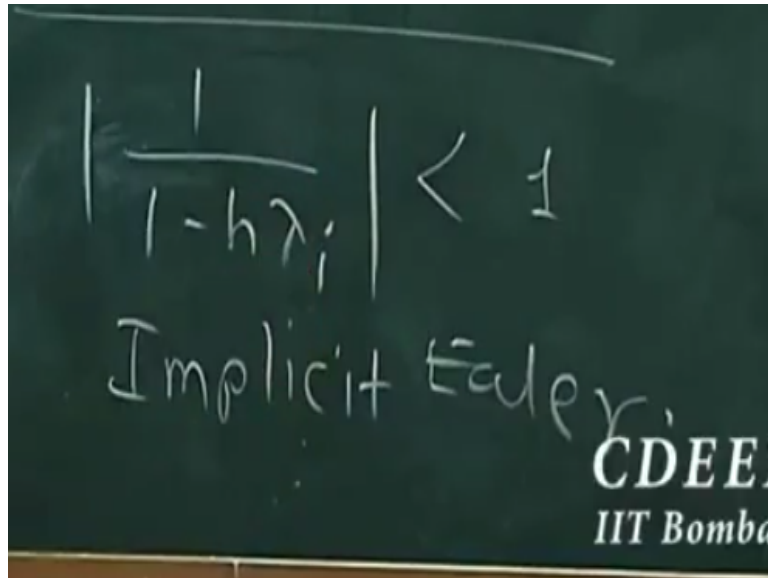 | 1 / (1 - hλi) | < 1
Implicit Euler.
CDEE
IIT Bomba